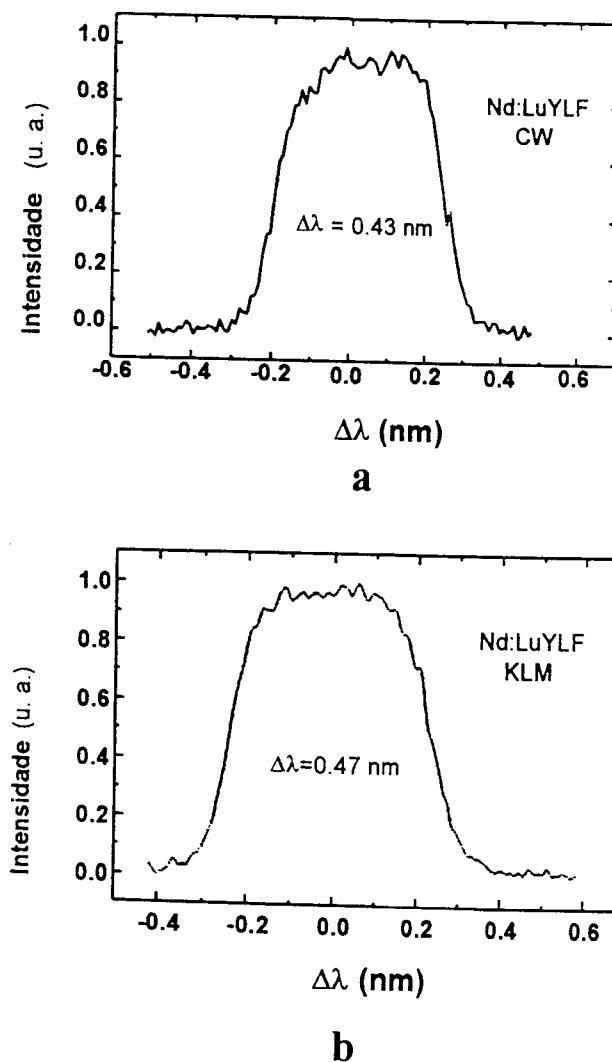 1.0
0.8
0.6
0.4
0.2
0.0
Intensidade (u. a.)
Nd:LuYLF
CW
Δλ = 0.43 nm
-0.6 -0.4 -0.2 0.0 0.2 0.4 0.6
Δλ (nm)
a
1.0
0.8
0.6
0.4
0.2
0.0
Intensidade (u. a.)
Nd:LuYLF
KLM
Δλ=0.47 nm
-0.4 -0.2 0.0 0.2 0.4 0.6
Δλ (nm)
b